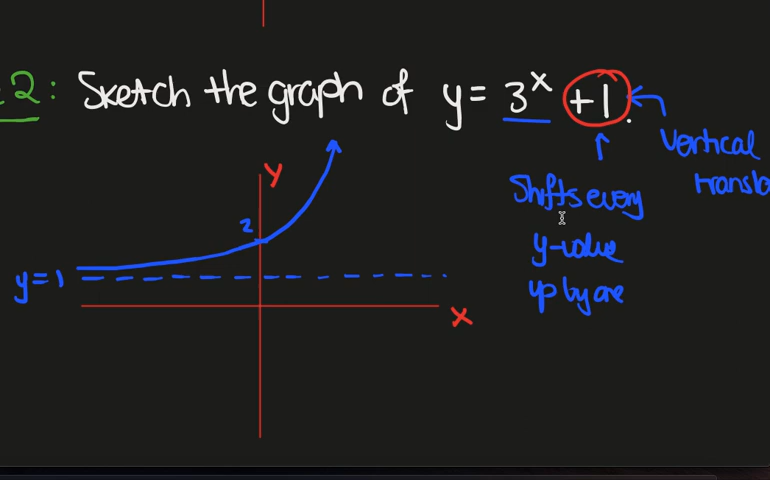 2: Sketch the graph of y = 3^x + 1.
Vertical
Shifts every
y-value
up by one
y
2
y=1
x